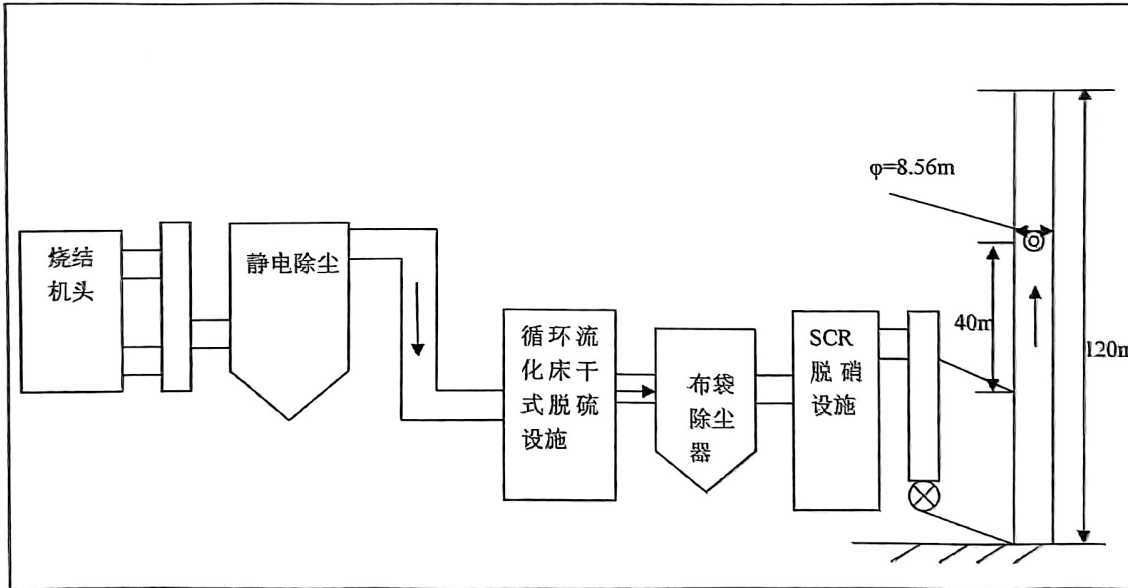 φ=8.56m
烧结
机头
静电除尘
循环流
化床干
式脱硫
设施
布袋
除尘
器
SCR
脱硝
设施
40m
120m